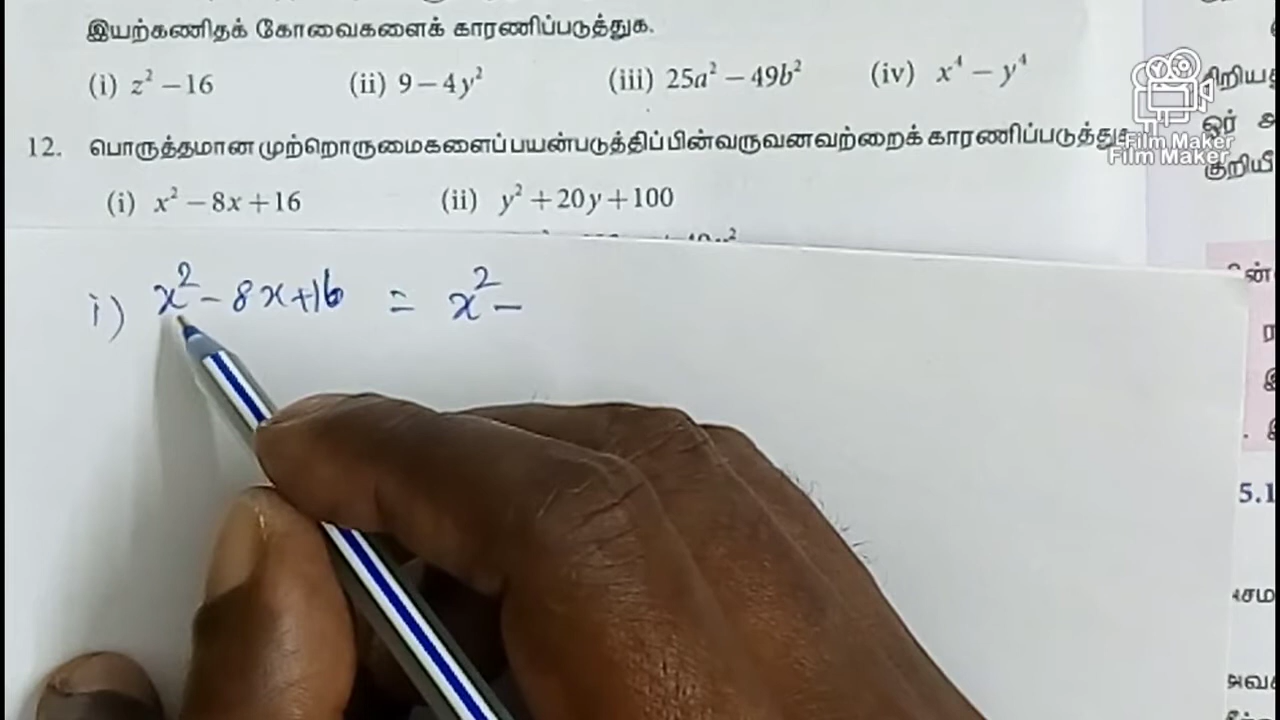 இயற்கணிதக் கோவைகளைக் காரணிப்படுத்துக.
(i) z² − 16 (ii) 9 − 4y² (iii) 25a² − 49b² (iv) x⁴ − y⁴
12. பொருத்தமான முற்றொருமைகளைப் பயன்படுத்திப் பின்வருவனவற்றைக் காரணிப்படுத்துக
(i) x² − 8x + 16 (ii) y² + 20y + 100
i) x² − 8x + 16 = x² −
Film Maker
Film Maker
ஓர்
5.1